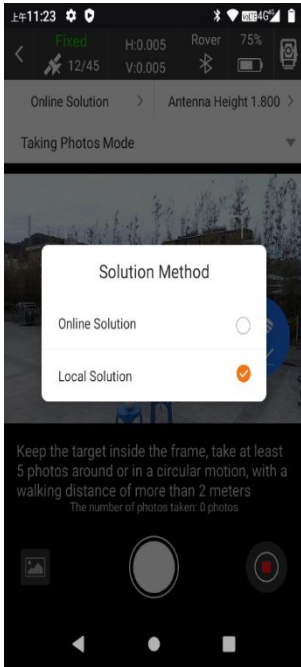 上午11:23
VoLTE 4G
Fixed
H:0.005
Rover
75%
12/45
V:0.005
Online Solution
Antenna Height 1.800
Taking Photos Mode
Solution Method
Online Solution
Local Solution
Keep the target inside the frame, take at least
5 photos around or in a circular motion, with a
walking distance of more than 2 meters
The number of photos taken: 0 photos